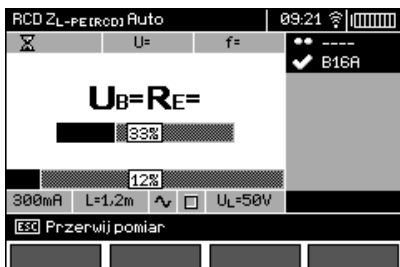 RCD ZL-PE[RCD] Auto 09:21
U= f= ----
B16A
UB=RE=
33%
12%
300mA L=1,2m UL=50V
ESC Przerwij pomiar